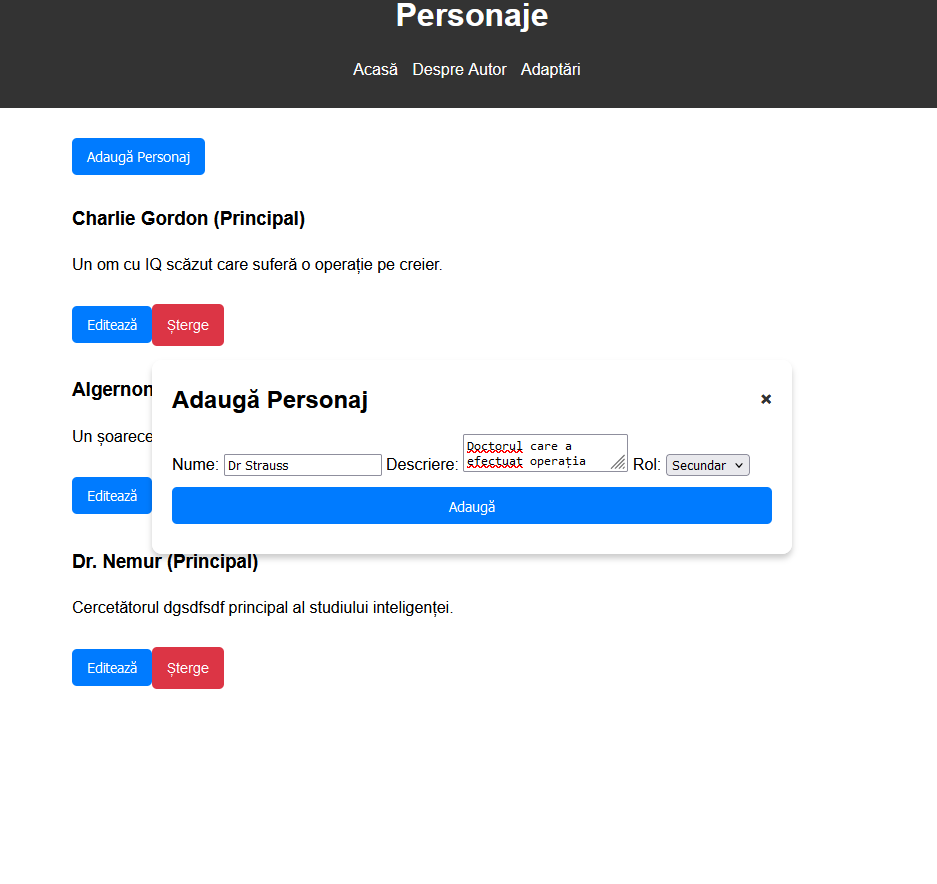 Personaje
Acasă Despre Autor Adaptări
Adaugă Personaj
Charlie Gordon (Principal)
Un om cu IQ scăzut care suferă o operație pe creier.
Editează Șterge
Algernon
Un șoarece
Editează
Adaugă Personaj ×
Nume: Dr Strauss Descriere: Doctorul care a
efectuat operația
Rol: Secundar
Adaugă
Dr. Nemur (Principal)
Cercetătorul dgsdfsdf principal al studiului inteligenței.
Editează Șterge